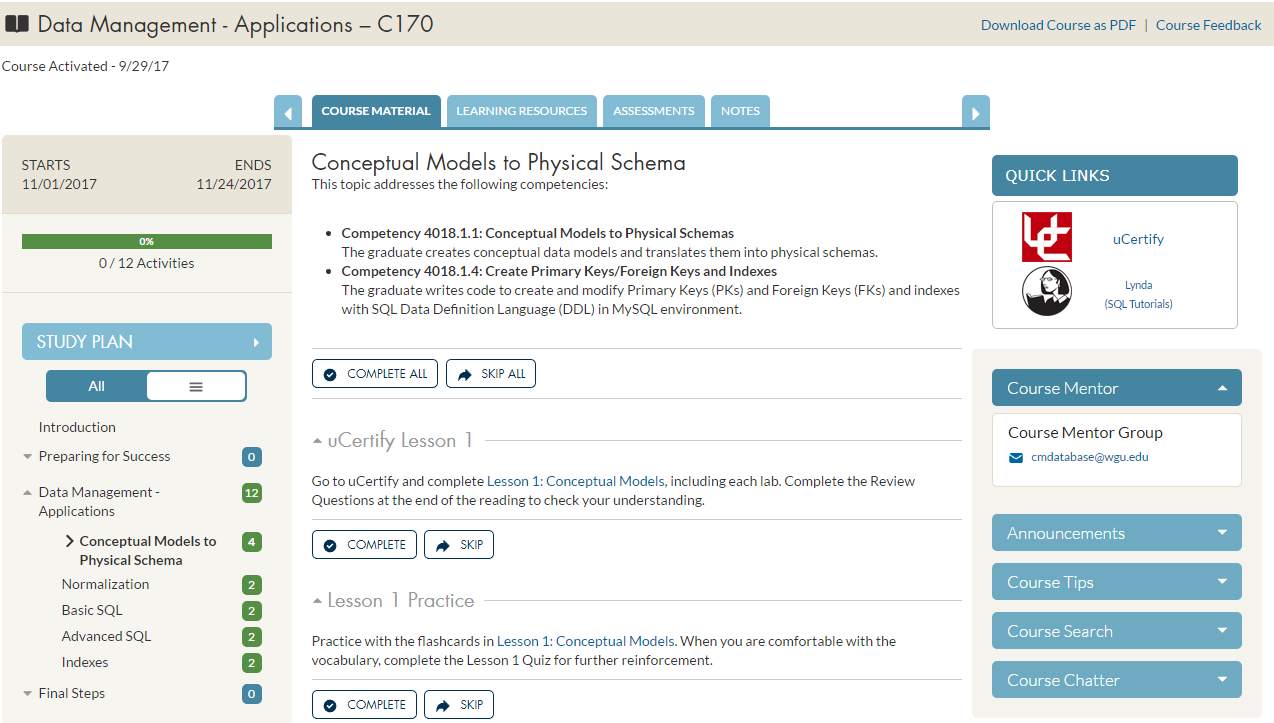 Data Management - Applications – C170
Download Course as PDF | Course Feedback
Course Activated - 9/29/17
COURSE MATERIAL
LEARNING RESOURCES
ASSESSMENTS
NOTES
STARTS
ENDS
11/01/2017
11/24/2017
0%
0 / 12 Activities
STUDY PLAN
All
Introduction
Preparing for Success
0
Data Management -
Applications
12
Conceptual Models to
Physical Schema
4
Normalization
2
Basic SQL
2
Advanced SQL
2
Indexes
2
Final Steps
0
Conceptual Models to Physical Schema
This topic addresses the following competencies:
• Competency 4018.1.1: Conceptual Models to Physical Schemas
The graduate creates conceptual data models and translates them into physical schemas.
• Competency 4018.1.4: Create Primary Keys/Foreign Keys and Indexes
The graduate writes code to create and modify Primary Keys (PKs) and Foreign Keys (FKs) and indexes
with SQL Data Definition Language (DDL) in MySQL environment.
COMPLETE ALL
SKIP ALL
uCertify Lesson 1
Go to uCertify and complete Lesson 1: Conceptual Models, including each lab. Complete the Review
Questions at the end of the reading to check your understanding.
COMPLETE
SKIP
Lesson 1 Practice
Practice with the flashcards in Lesson 1: Conceptual Models. When you are comfortable with the
vocabulary, complete the Lesson 1 Quiz for further reinforcement.
COMPLETE
SKIP
QUICK LINKS
uCertify
Lynda
(SQL Tutorials)
Course Mentor
Course Mentor Group
cmdatabase@wgu.edu
Announcements
Course Tips
Course Search
Course Chatter